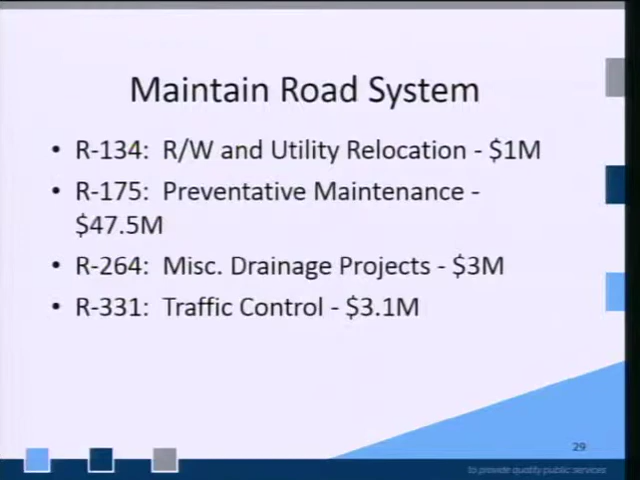 Maintain Road System
• R-134: R/W and Utility Relocation - $1M
• R-175: Preventative Maintenance -
$47.5M
• R-264: Misc. Drainage Projects - $3M
• R-331: Traffic Control - $3.1M
29
to provide quality public services